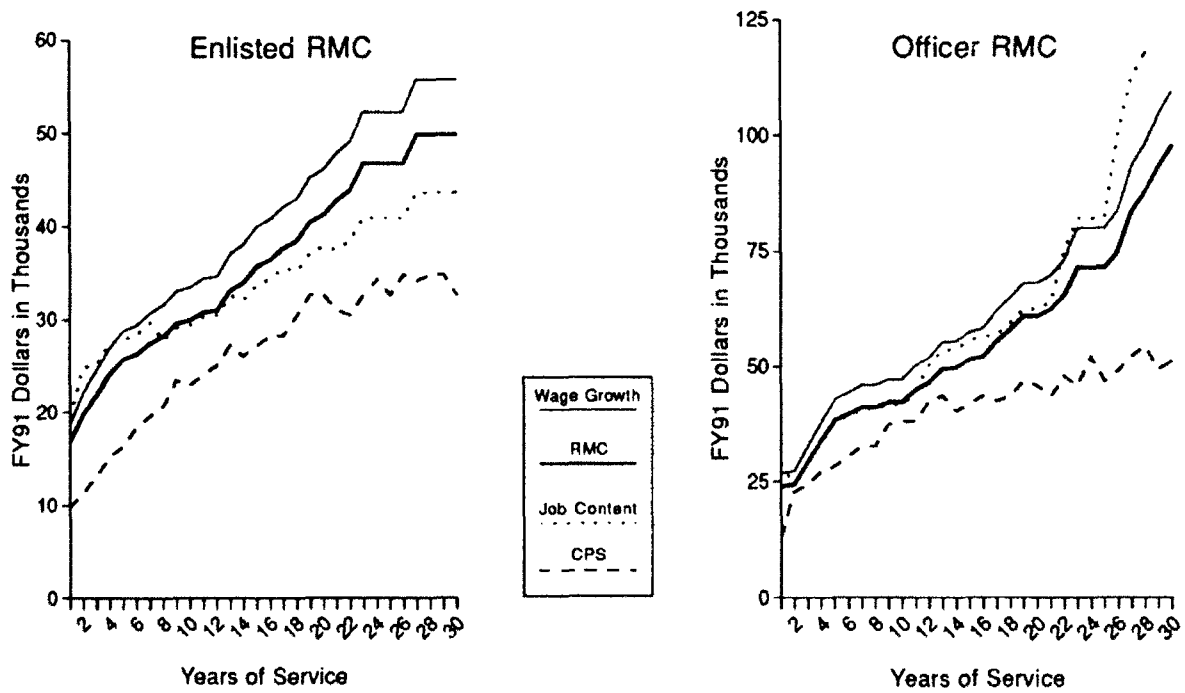 Enlisted RMC
60
50
40
30
20
10
0
FY91 Dollars in Thousands
2 4 6 8 10 12 14 16 18 20 22 24 26 28 30
Years of Service
Wage Growth
RMC
Job Content
CPS
Officer RMC
125
100
75
50
25
0
FY91 Dollars in Thousands
2 4 6 8 10 12 14 16 18 20 22 24 26 28 30
Years of Service